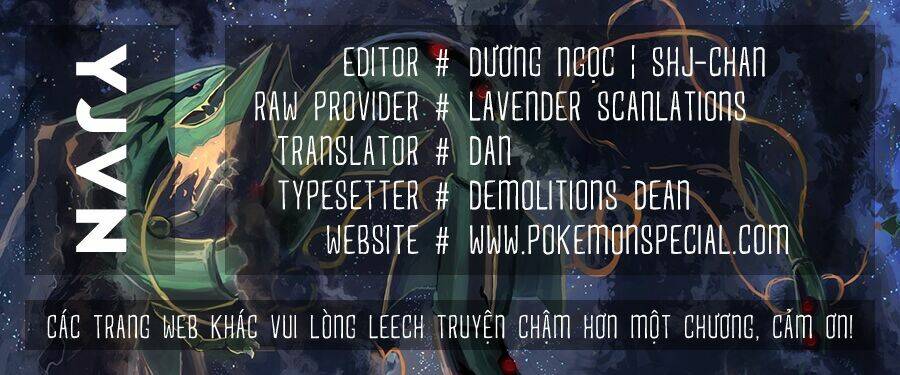 YJVN
EDITOR # DƯƠNG NGỌC ¦ SHJ-CHAN
RAW PROVIDER # LAVENDER SCANLATIONS
TRANSLATOR # DAN
TYPESETTER # DEMOLITIONS DEAN
WEBSITE # WWW.POKEMONSPECIAL.COM
CÁC TRANG WEB KHÁC VUI LÒNG LEECH TRUYỆN CHẬM HƠN MỘT CHƯƠNG, CẢM ƠN!